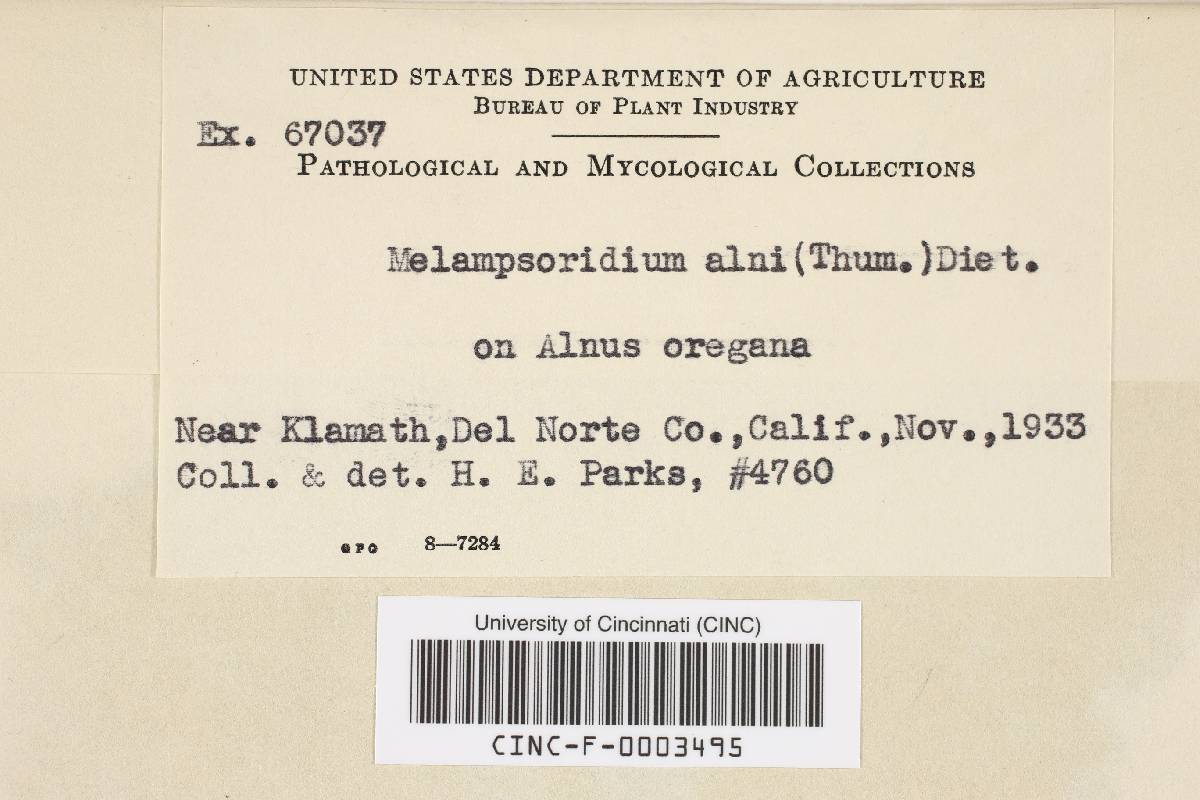 UNITED STATES DEPARTMENT OF AGRICULTURE
BUREAU OF PLANT INDUSTRY
Ex. 67037
PATHOLOGICAL AND MYCOLOGICAL COLLECTIONS
Melampsoridium alni(Thum.)Diet.
on Alnus oregana
Near Klamath,Del Norte Co.,Calif.,Nov.,1933
Coll. & det. H. E. Parks, #4760
GPO 8—7284
University of Cincinnati (CINC)
CINC-F-0003495